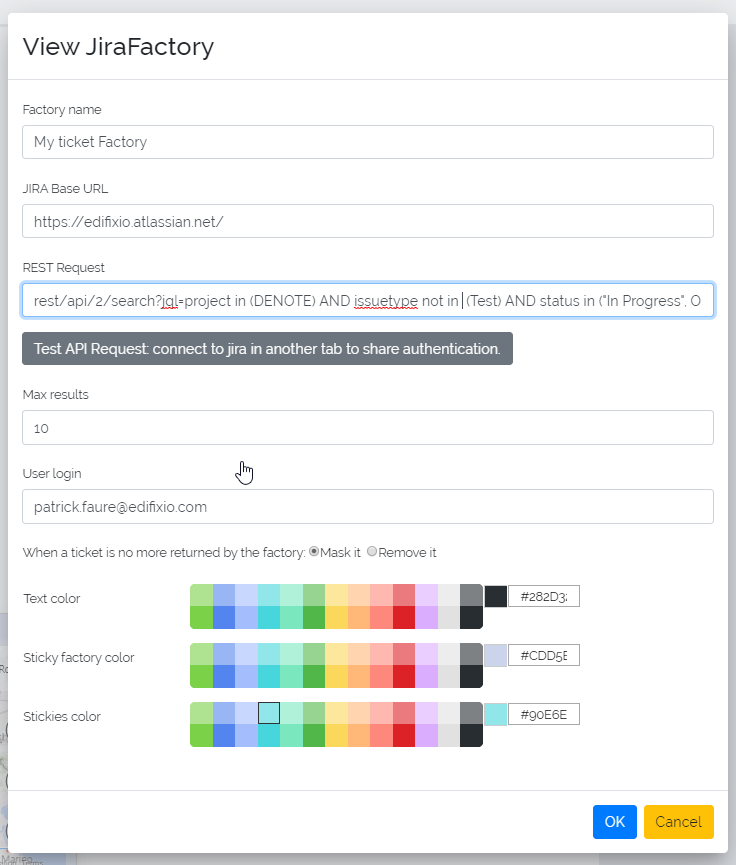 View JiraFactory
Factory name
My ticket Factory
JIRA Base URL
https://edifixio.atlassian.net/
REST Request
rest/api/2/search?jql=project in (DENOTE) AND issuetype not in (Test) AND status in ("In Progress", O
Test API Request: connect to jira in another tab to share authentication.
Max results
10
User login
patrick.faure@edifixio.com
When a ticket is no more returned by the factory: Mask it Remove it
Text color #282D3
Sticky factory color #CDD5E
Stickies color #90E6E
OK Cancel